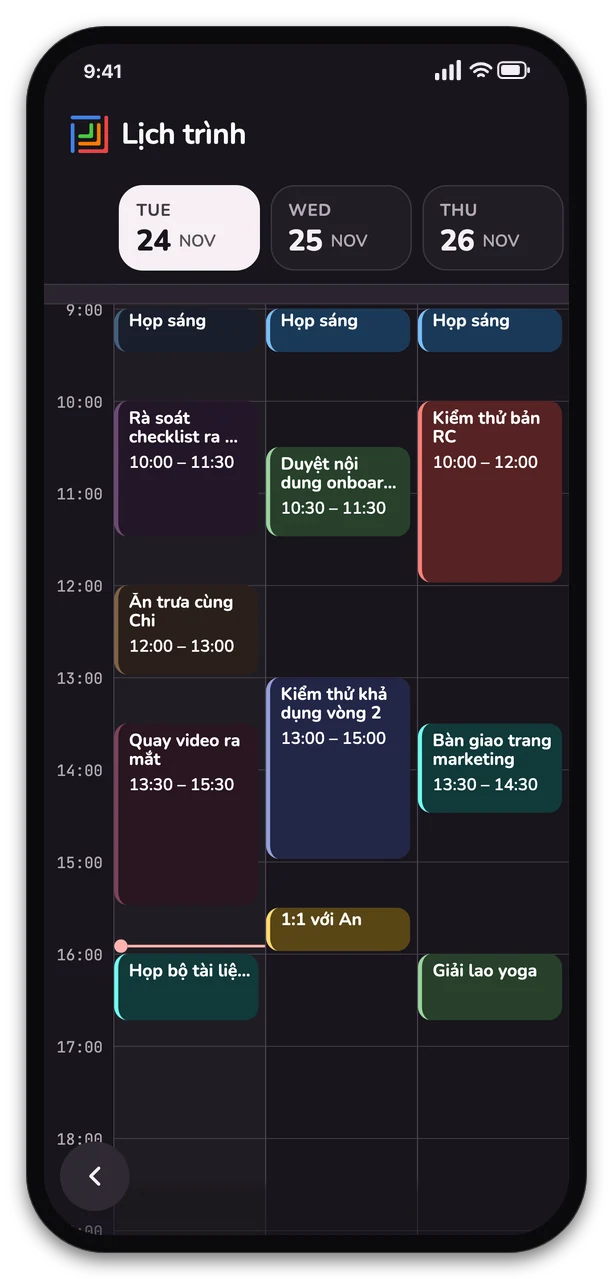 9:41
Lịch trình
TUE
24 NOV
WED
25 NOV
THU
26 NOV
9:00
Họp sáng
Họp sáng
Họp sáng
10:00
Rà soát
checklist ra ...
10:00 – 11:30
Duyệt nội
dung onboar...
10:30 – 11:30
Kiểm thử bản
RC
10:00 – 12:00
11:00
12:00
Ăn trưa cùng
Chi
12:00 – 13:00
13:00
Kiểm thử khả
dụng vòng 2
13:00 – 15:00
Quay video ra
mắt
13:30 – 15:30
Bàn giao trang
marketing
13:30 – 14:30
14:00
15:00
1:1 với An
16:00
Họp bộ tài liệ...
Giải lao yoga
17:00
18:00